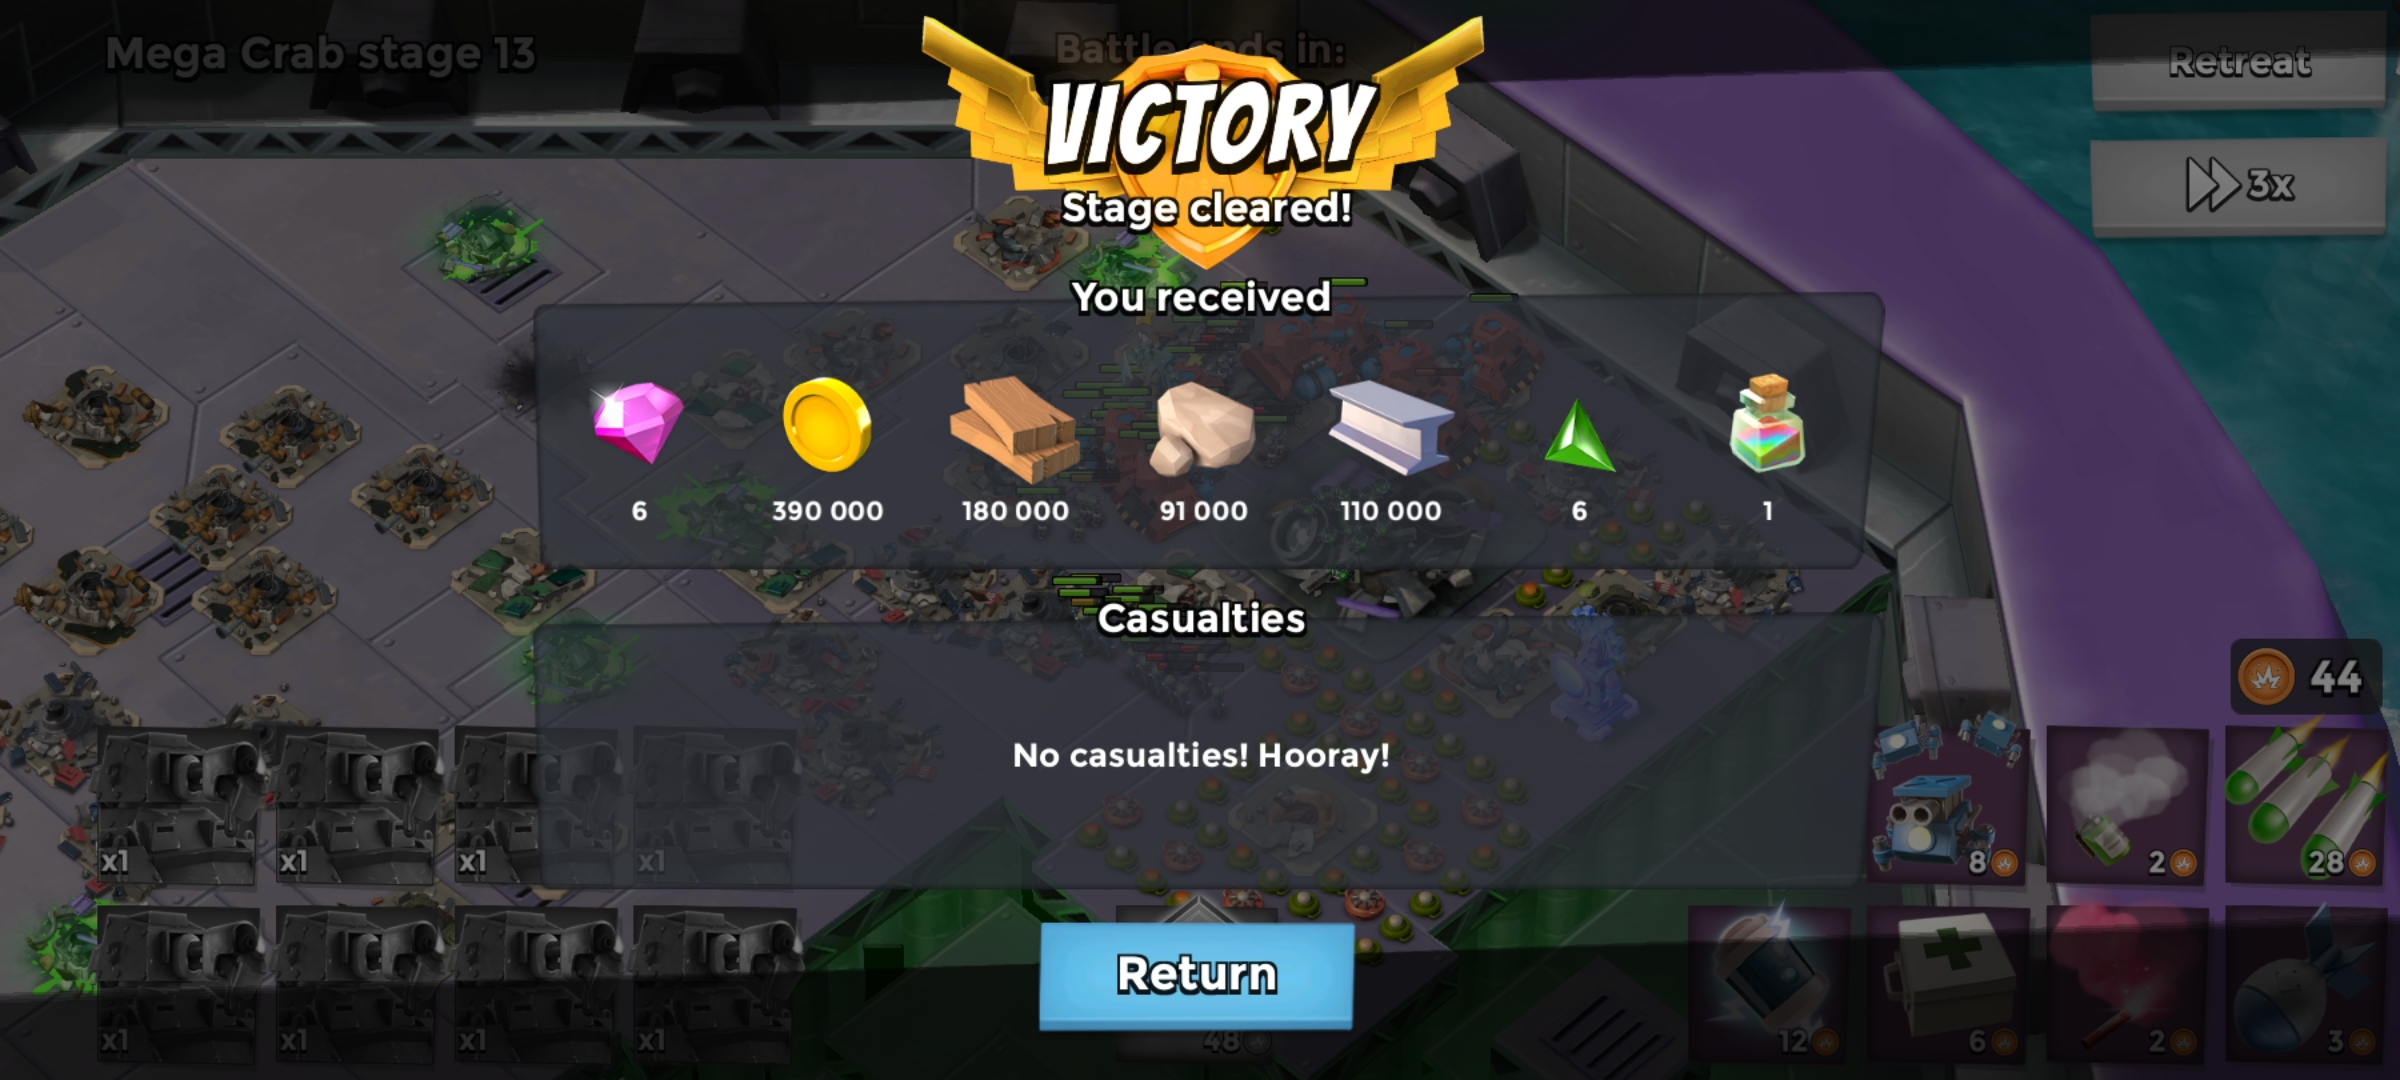 Mega Crab stage 13
Battle ends in:
Retreat
VICTORY
Stage cleared!
3x
You received
6
390 000
180 000
91 000
110 000
6
1
Casualties
No casualties! Hooray!
44
x1
x1
x1
x1
8
2
28
Return
x1
x1
x1
x1
48
12
6
2
3